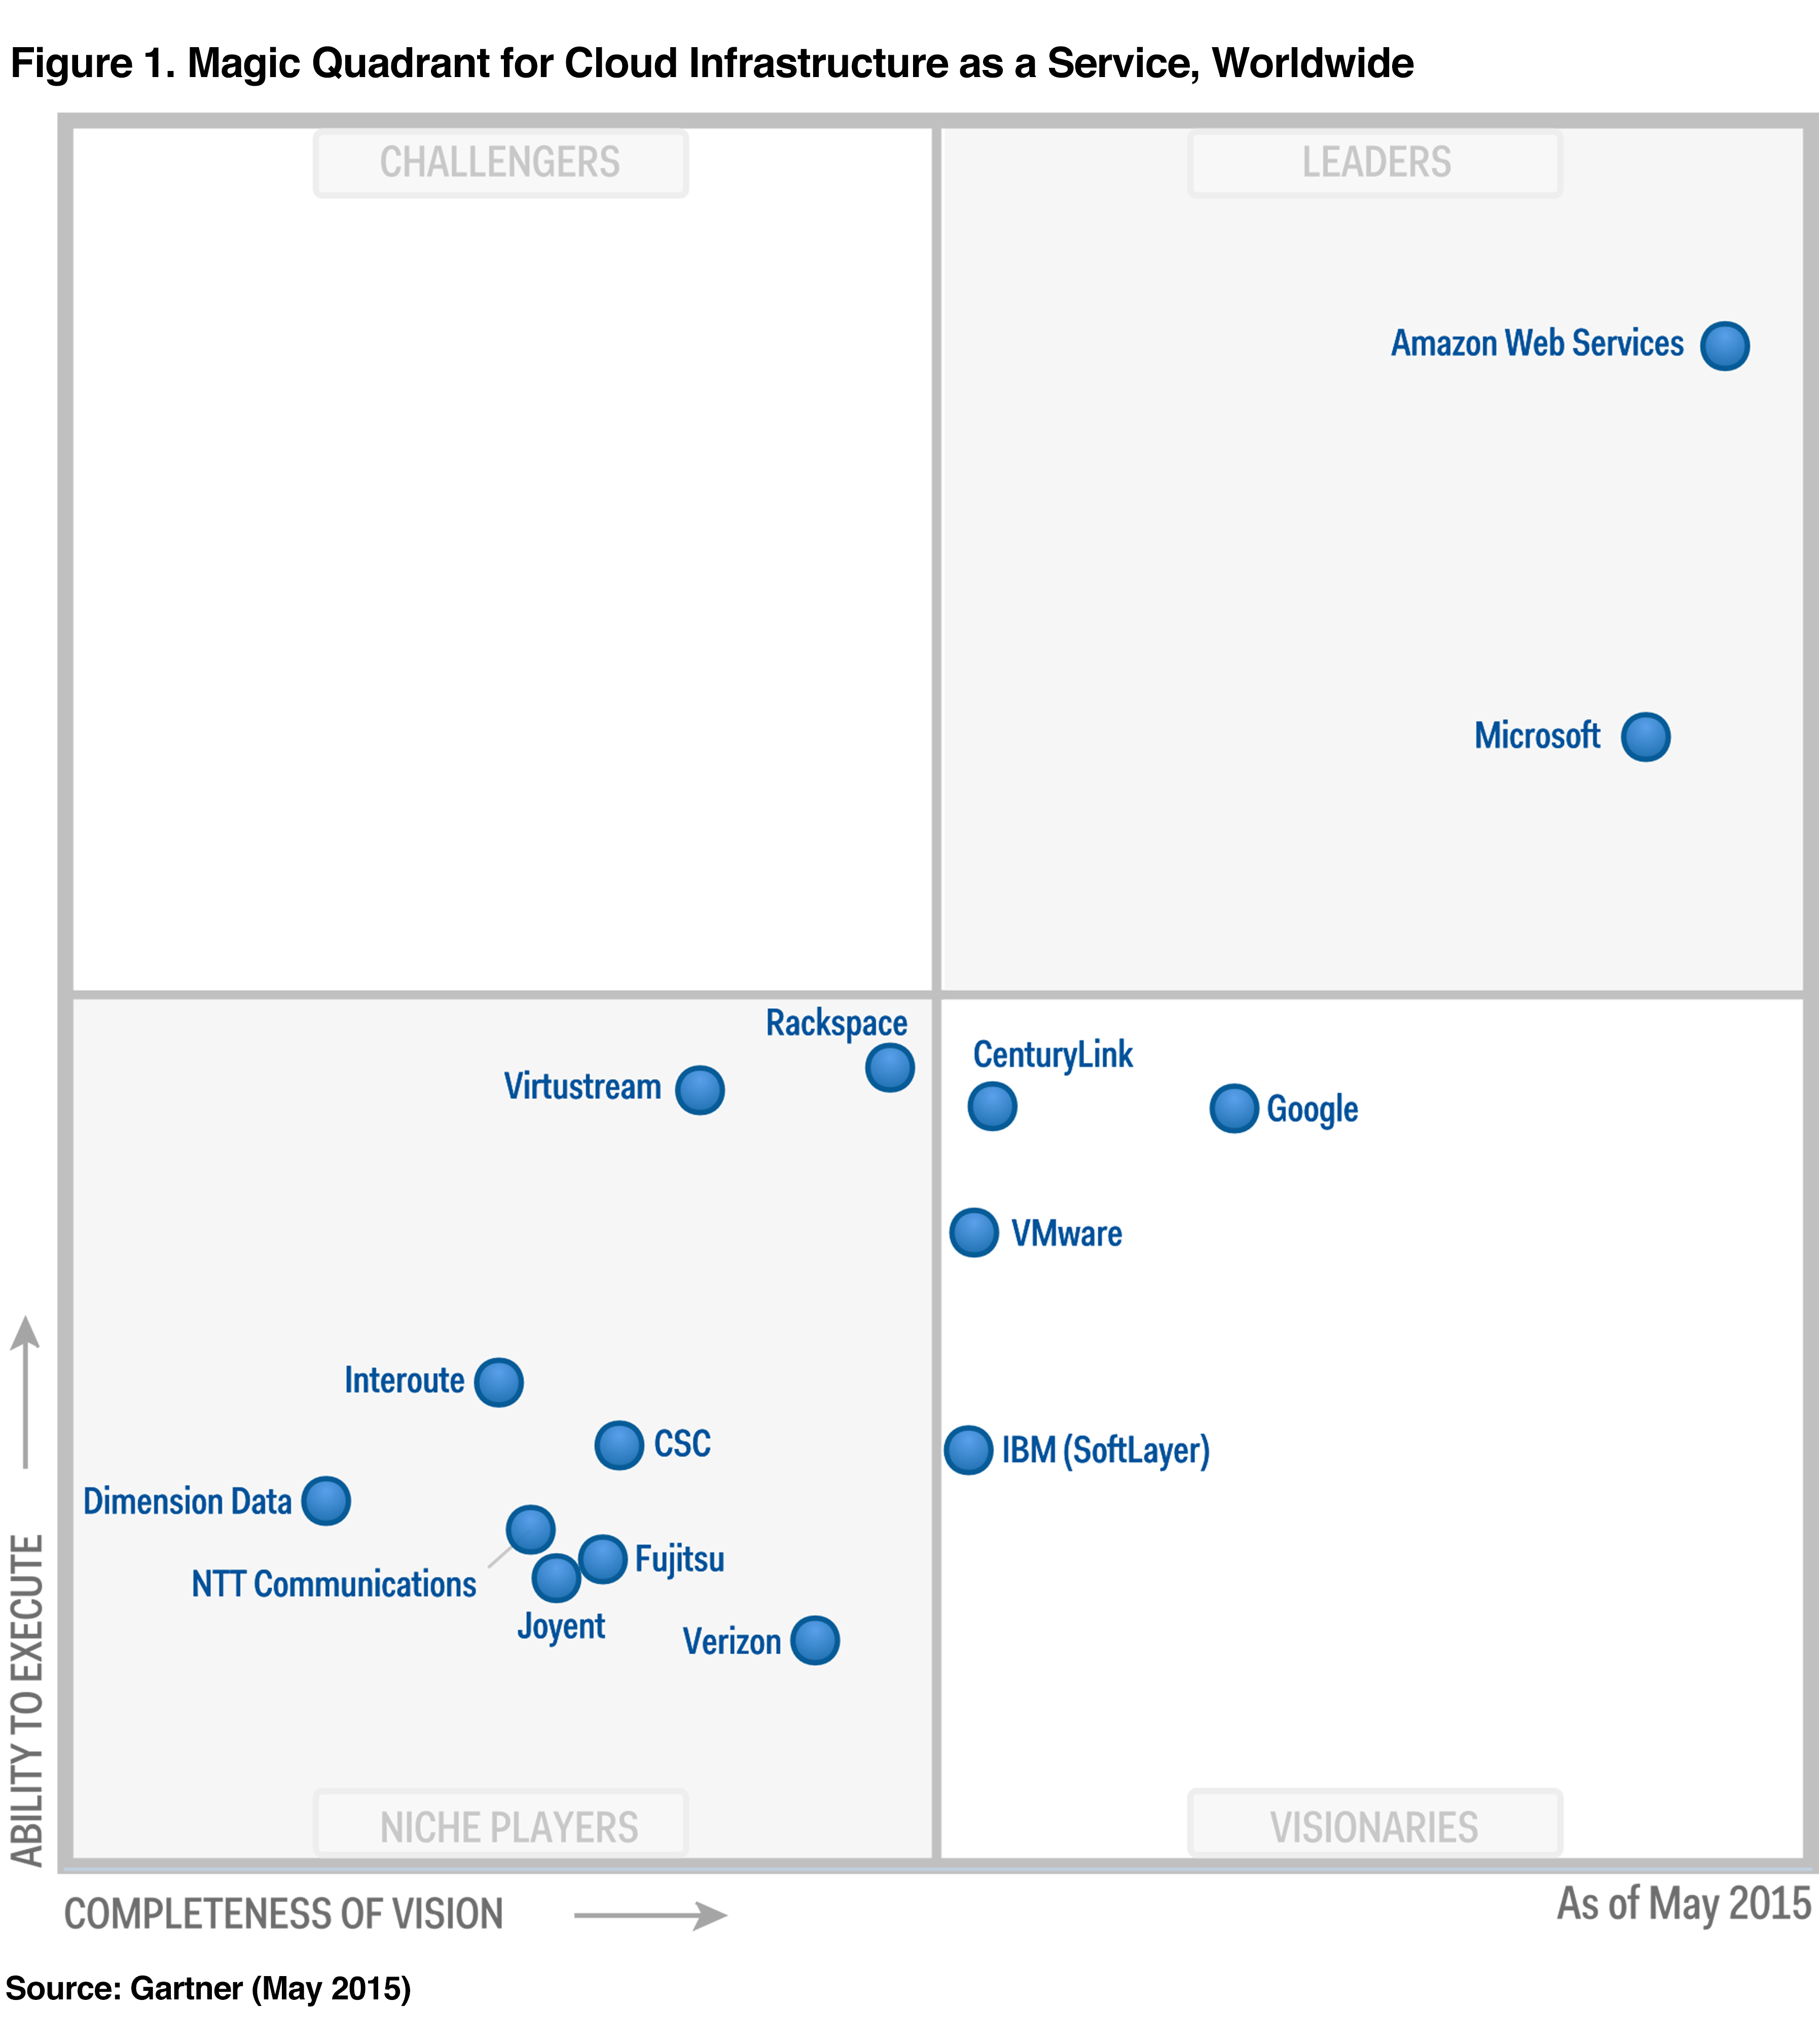 Figure 1. Magic Quadrant for Cloud Infrastructure as a Service, Worldwide
CHALLENGERS
LEADERS
Amazon Web Services
Microsoft
Rackspace
Virtustream
CenturyLink
Google
VMware
Interoute
CSC
IBM (SoftLayer)
Dimension Data
NTT Communications
Fujitsu
Joyent
Verizon
NICHE PLAYERS
VISIONARIES
ABILITY TO EXECUTE
COMPLETENESS OF VISION
As of May 2015
Source: Gartner (May 2015)